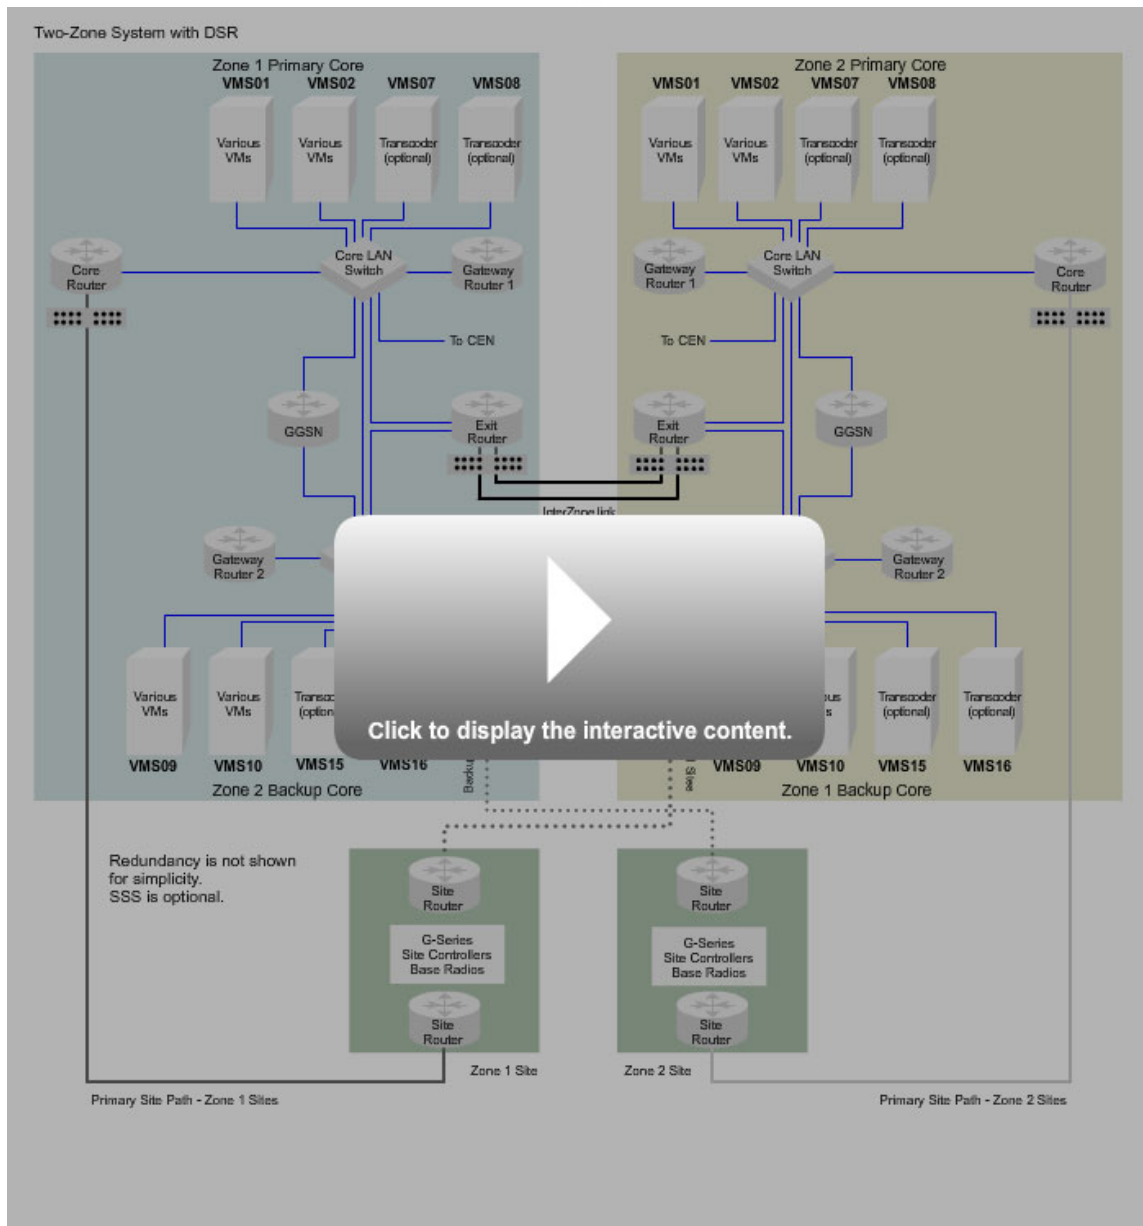 Two-Zone System with DSR
Zone 1 Primary Core
VMS01 VMS02 VMS07 VMS08
Various
VMs
Various
VMs
Transcoder
(optional)
Transcoder
(optional)
Core
Router
Core LAN
Switch
Gateway
Router 1
To CEN
GGSN
Exit
Router
Zone 2 Primary Core
VMS01 VMS02 VMS07 VMS08
Various
VMs
Various
VMs
Transcoder
(optional)
Transcoder
(optional)
Gateway
Router 1
Core LAN
Switch
Core
Router
To CEN
Exit
Router
GGSN
InterZone link
Gateway
Router 2
Gateway
Router 2
Click to display the interactive content.
Various
VMs
Various
VMs
VMS09 VMS10 VMS15 VMS16
Zone 2 Backup Core
Transcoder
(optional)
Transcoder
(optional)
VMS09 VMS10 VMS15 VMS16
Zone 1 Backup Core
Sites
Redundancy is not shown
for simplicity.
SSS is optional.
Site
Router
G-Series
Site Controllers
Base Radios
Site
Router
Zone 1 Site
Site
Router
G-Series
Site Controllers
Base Radios
Site
Router
Zone 2 Site
Primary Site Path - Zone 1 Sites
Primary Site Path - Zone 2 Sites